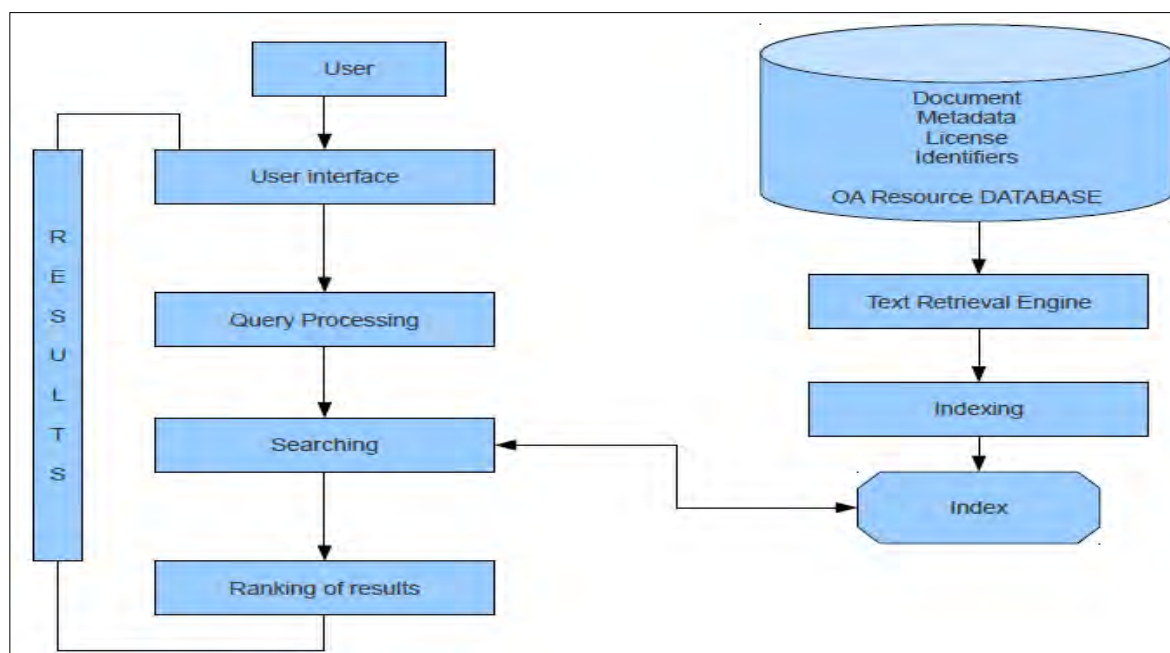 User
User interface
Query Processing
Searching
Ranking of results
R
E
S
U
L
T
S
Document
Metadata
License
Identifiers
OA Resource DATABASE
Text Retrieval Engine
Indexing
Index